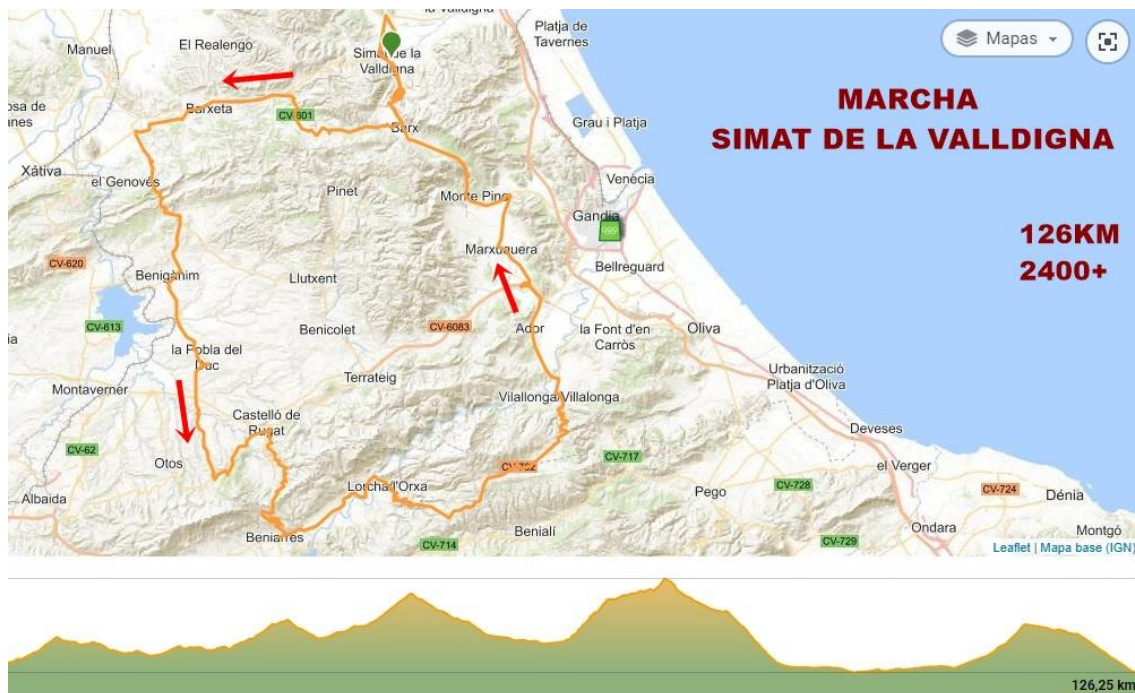 la Valldigna
Platja de
Tavernes
Mapas
Manuel
El Realengo
Simat de la
Valldigna
MARCHA
SIMAT DE LA VALLDIGNA
126KM
2400+
Barxeta
CV-601
Barx
Grau i Platja
Xàtiva
el Genovés
Pinet
Monte Pino
Venècia
Gandia
Marxuquera
CV-620
Bellreguard
Benigànim
Llutxent
CV-613
Benicolet
CV-6083
Ador
la Font d'en
Carròs
Oliva
la Pobla del
Duc
Terrateig
Urbanització
Platja d'Oliva
Montaverner
Vilallonga/Villalonga
Castelló de
Rugat
Deveses
CV-62
Otos
CV-717
el Verger
Lorcha/l'Orxa
CV-702
Pego
CV-728
CV-724
Dénia
Albaida
Beniarrés
Benialí
CV-714
CV-729
Ondara
Montgó
Leaflet | Mapa base (IGN)
126,25 km